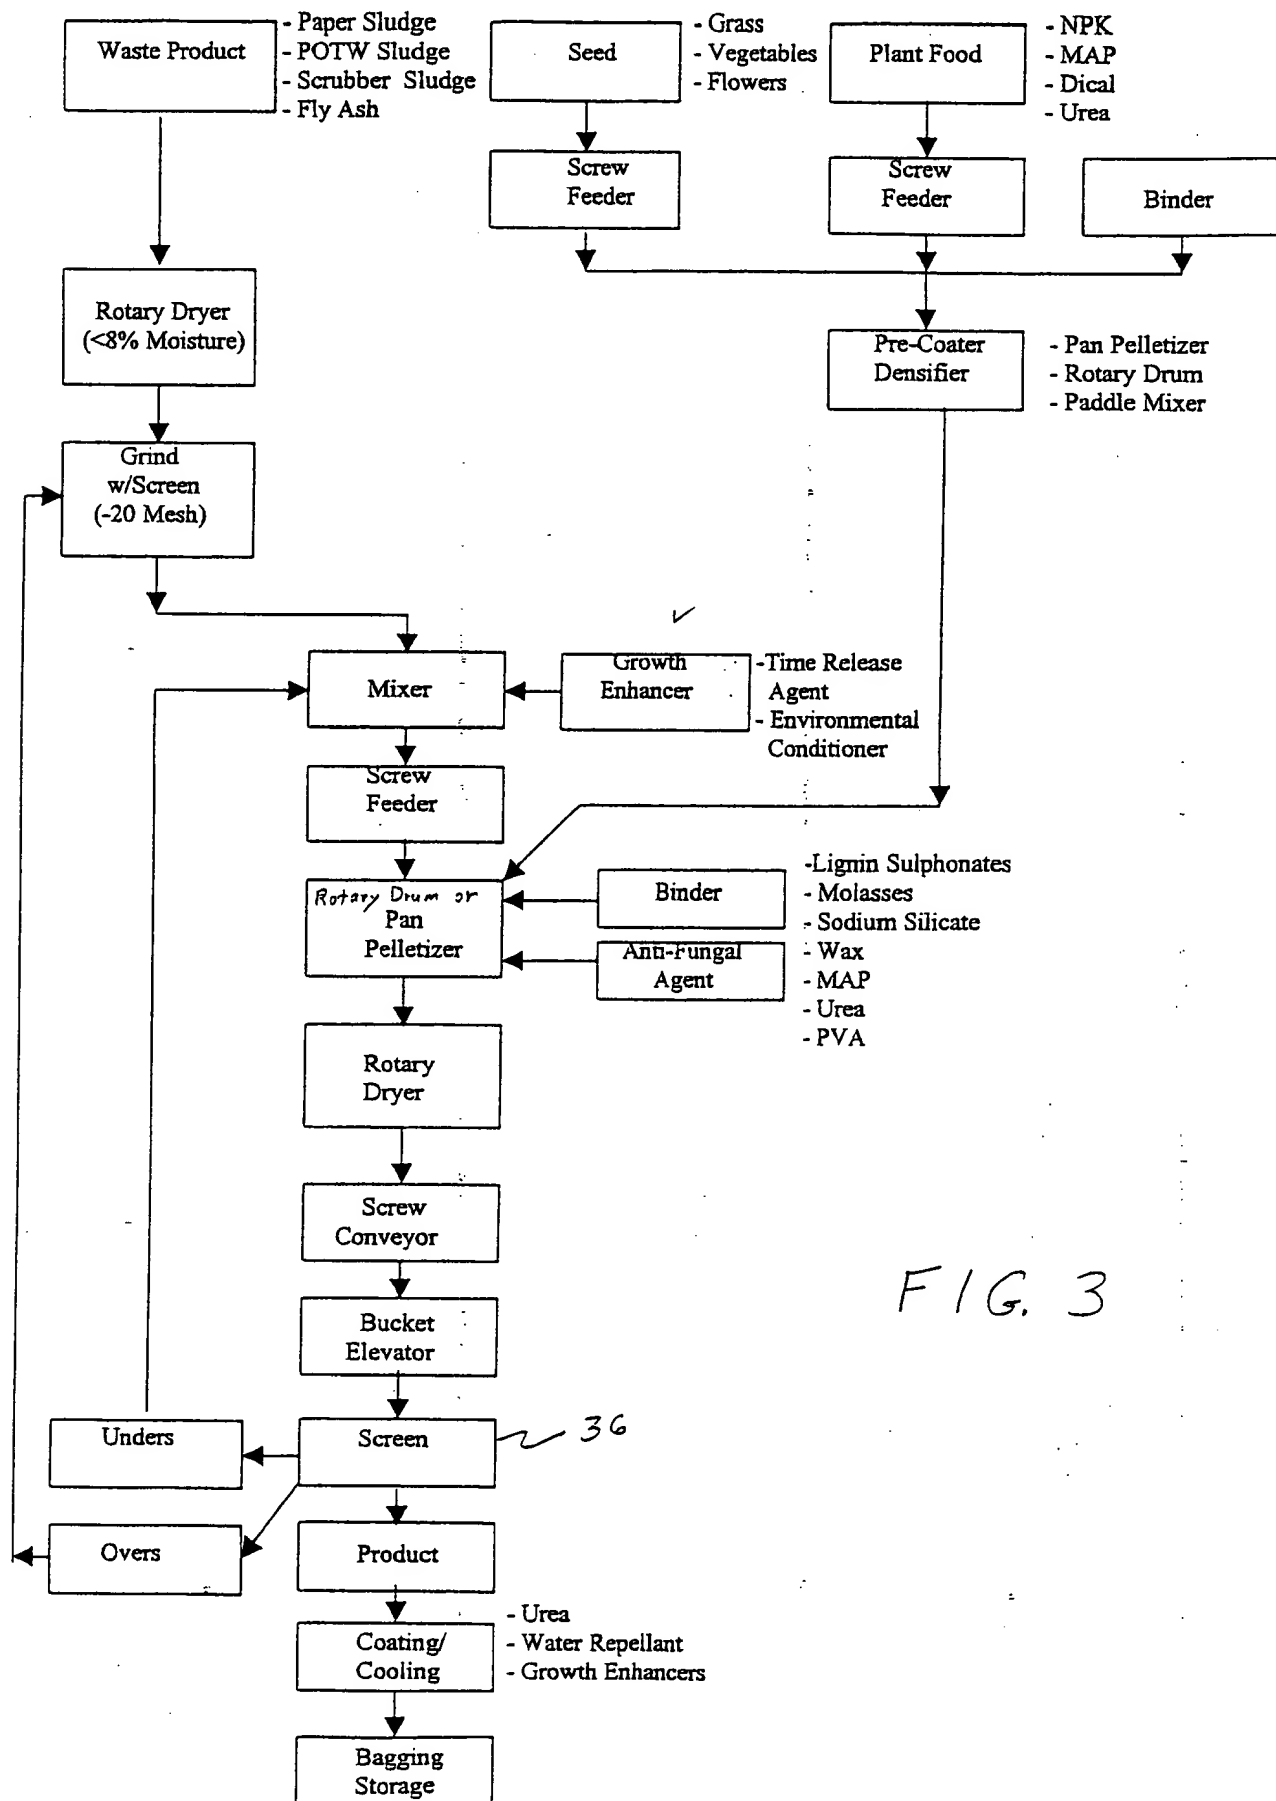 Waste Product
- Paper Sludge
- POTW Sludge
- Scrubber Sludge
- Fly Ash
Seed
- Grass
- Vegetables
- Flowers
Plant Food
- NPK
- MAP
- Dical
- Urea
Screw
Feeder
Screw
Feeder
Binder
Rotary Dryer
(<8% Moisture)
Pre-Coater
Densifier
- Pan Pelletizer
- Rotary Drum
- Paddle Mixer
Grind
w/Screen
(-20 Mesh)
Mixer
Growth
Enhancer
-Time Release
Agent
- Environmental
Conditioner
Screw
Feeder
Rotary Drum or
Pan
Pelletizer
Binder
-Lignin Sulphonates
- Molasses
- Sodium Silicate
- Wax
- MAP
- Urea
- PVA
Anti-Fungal
Agent
Rotary
Dryer
Screw
Conveyor
Bucket
Elevator
FIG. 3
Unders
Screen
36
Overs
Product
Coating/
Cooling
- Urea
- Water Repellant
- Growth Enhancers
Bagging
Storage